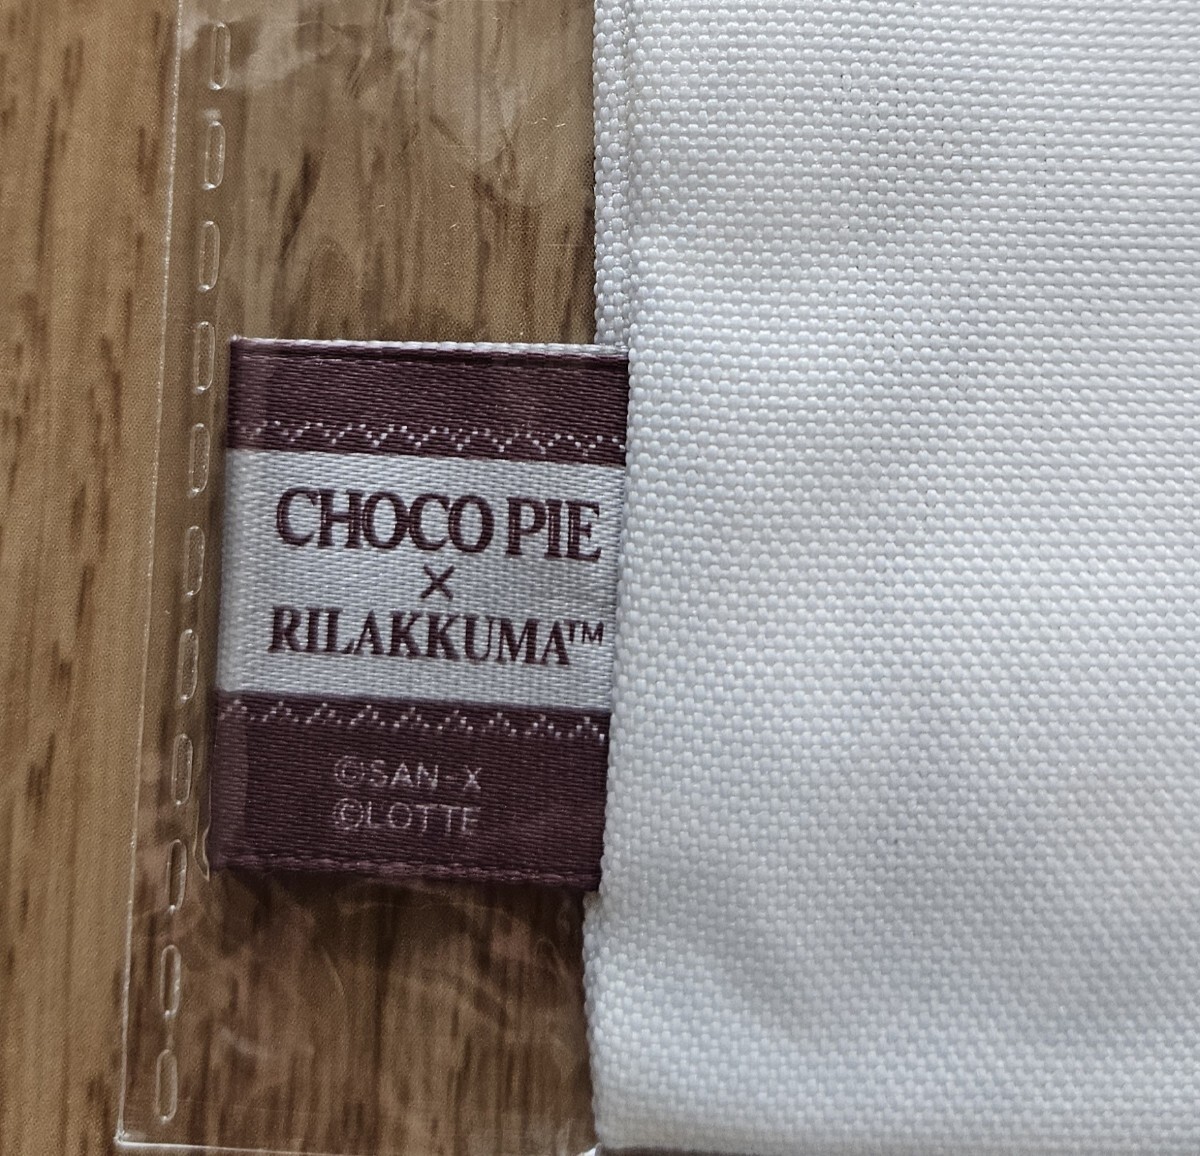 CHOCO PIE
×
RILAKKUMA™
©SAN-X
©LOTTE